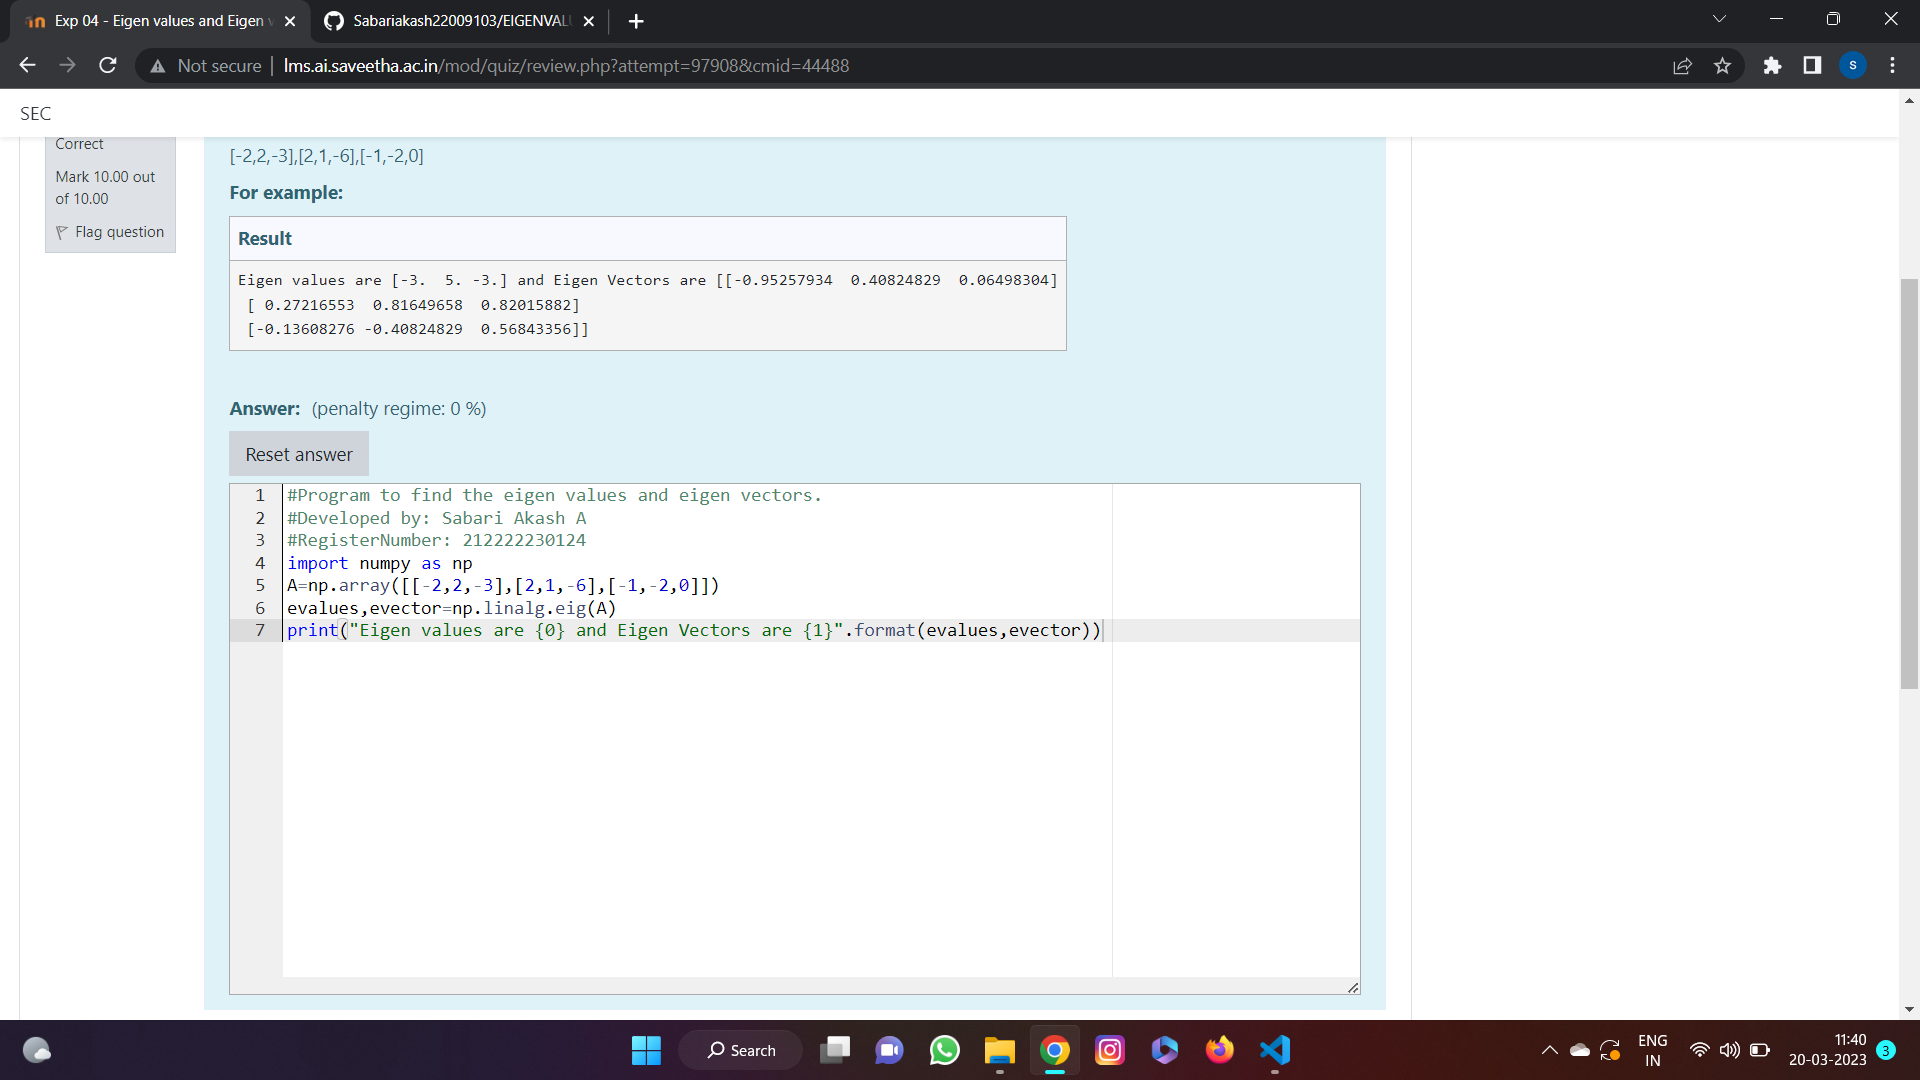 Exp 04 - Eigen values and Eigen v
Sabariakash22009103/EIGENVAL
Not secure
lms.ai.saveetha.ac.in/mod/quiz/review.php?attempt=97908&cmid=44488
s
SEC
Correct
Mark 10.00 out
of 10.00
Flag question
[-2,2,-3],[2,1,-6],[-1,-2,0]
For example:
Result
Eigen values are [-3.  5. -3.] and Eigen Vectors are [[-0.95257934  0.40824829  0.06498304]
[ 0.27216553  0.81649658  0.82015882]
[-0.13608276 -0.40824829  0.56843356]]
Answer: (penalty regime: 0 %)
Reset answer
1 #Program to find the eigen values and eigen vectors.
2 #Developed by: Sabari Akash A
3 #RegisterNumber: 212222230124
4 import numpy as np
5 A=np.array([[-2,2,-3],[2,1,-6],[-1,-2,0]])
6 evalues,evector=np.linalg.eig(A)
7 print("Eigen values are {0} and Eigen Vectors are {1}".format(evalues,evector))
Search
ENG
IN
11:40
20-03-2023
3